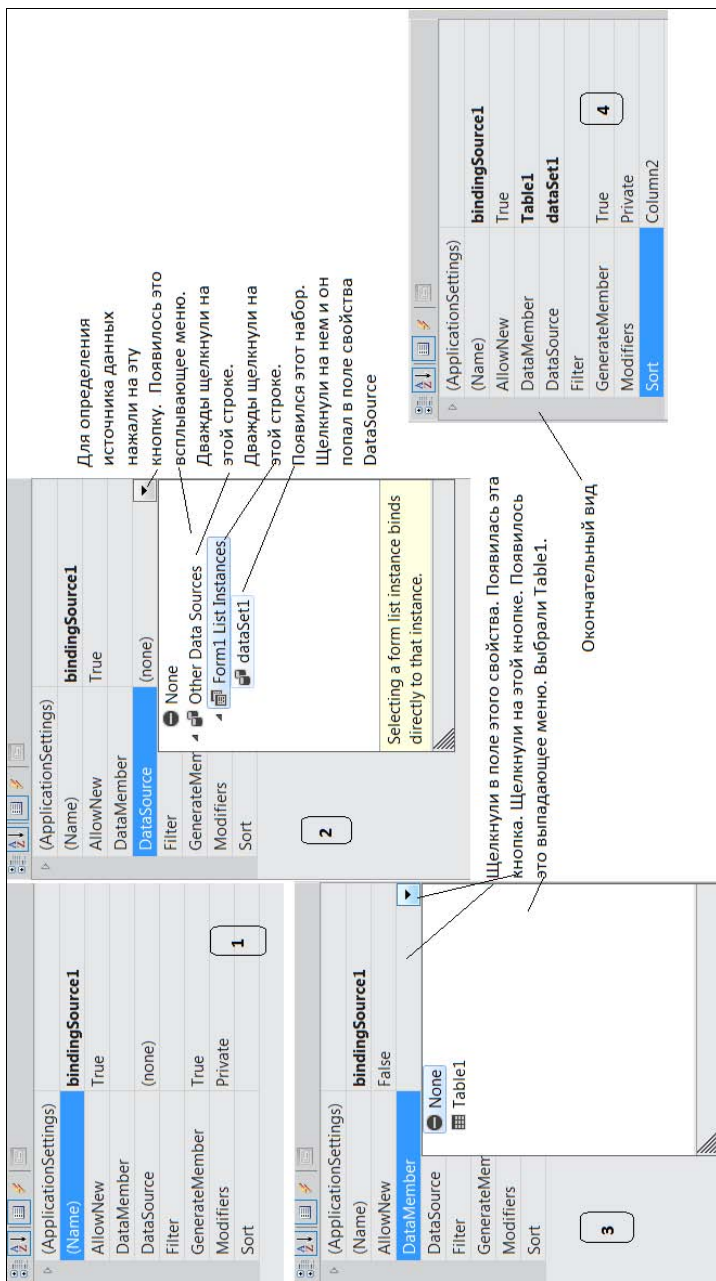 (ApplicationSettings)
(Name) bindingSource1
AllowNew True
DataMember
DataSource (none)
Filter
GenerateMember True
Modifiers Private
Sort
1
(ApplicationSettings)
(Name) bindingSource1
AllowNew True
DataMember
DataSource (none)
Filter
GenerateMem
Modifiers
Sort
None
Other Data Sources
Form1 List Instances
dataSet1
Selecting a form list instance binds
directly to that instance.
2
Для определения
источника данных
нажали на эту
кнопку. Появилось это
всплывающее меню.
Дважды щелкнули на
этой строке.
Дважды щелкнули на
этой строке.
Появился этот набор.
Щелкнули на нем и он
попал в поле свойства
DataSource
(ApplicationSettings)
(Name) bindingSource1
AllowNew False
DataMember
DataSource
Filter
GenerateMem
Modifiers
Sort
None
Table1
3
Щелкнули в поле этого свойства. Появилась эта
кнопка. Щелкнули на этой кнопке. Появилось
это выпадающее меню. Выбрали Table1.
Окончательный вид
(ApplicationSettings)
(Name) bindingSource1
AllowNew True
DataMember Table1
DataSource dataSet1
Filter
GenerateMember True
Modifiers Private
Sort Column2
4